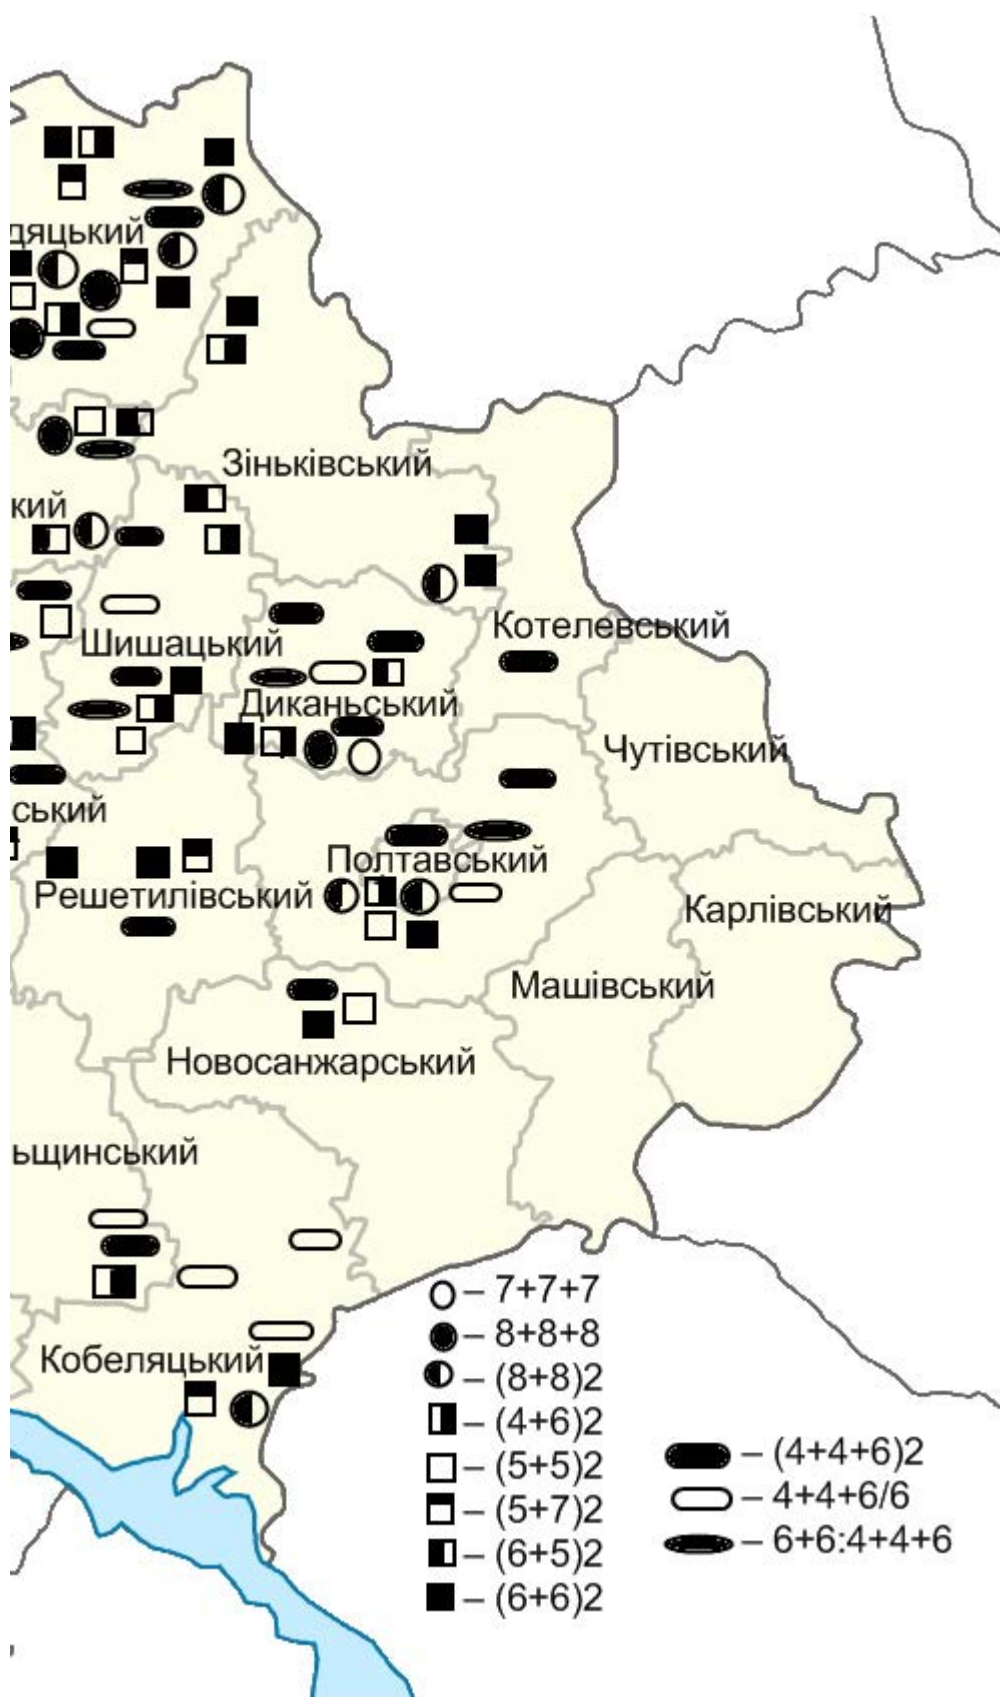 дяцький
Зіньківський
кий
Котелевський
Шишацький
Диканьський
Чутівський
ський
Полтавський
Решетилівський
Карлівський
Машівський
Новосанжарський
ьщинський
Кобеляцький
– 7+7+7
– 8+8+8
– (8+8)2
– (4+6)2
– (5+5)2
– (5+7)2
– (6+5)2
– (6+6)2
– (4+4+6)2
– 4+4+6/6
– 6+6:4+4+6